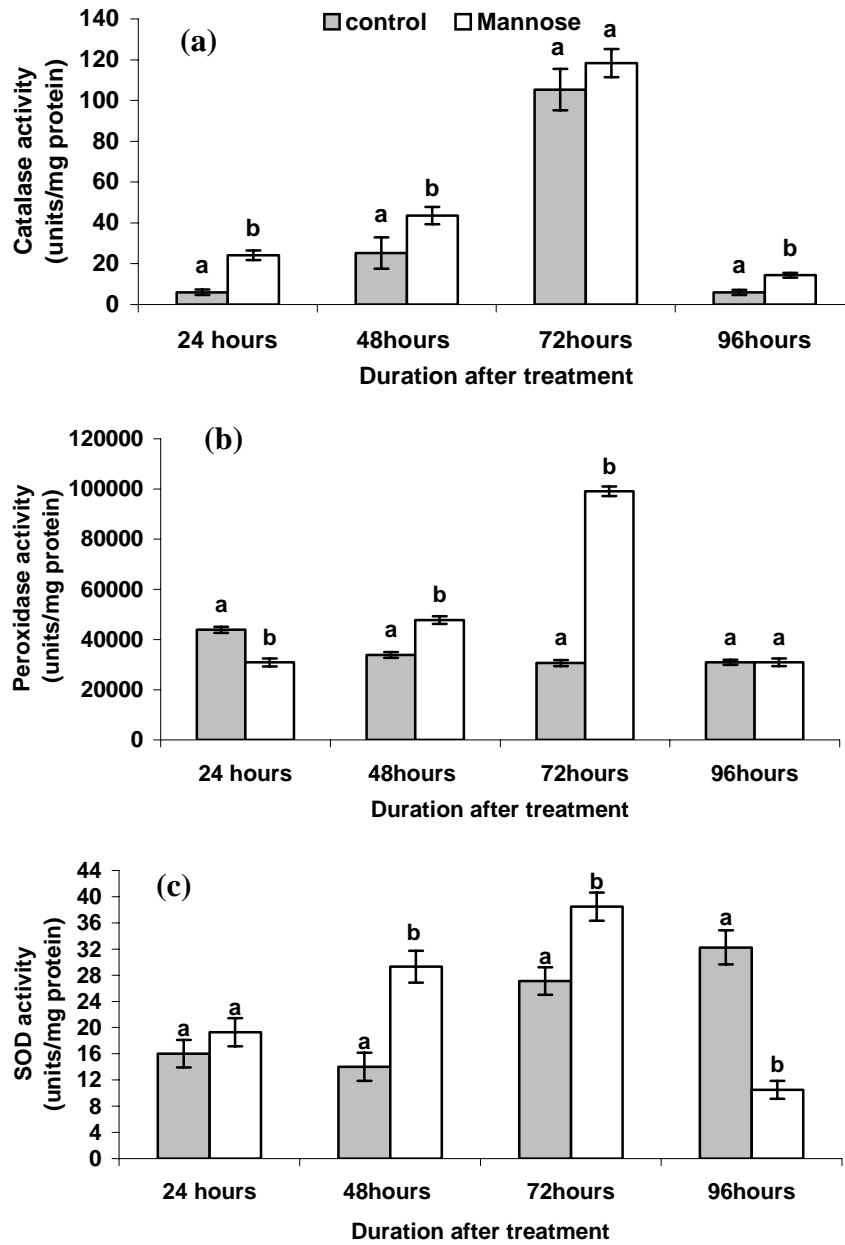 (a)
control Mannose
Catalase activity
(units/mg protein)
140
120
100
80
60
40
20
0
a b a b a a a b
24 hours 48hours 72hours 96hours
Duration after treatment
(b)
Peroxidase activity
(units/mg protein)
120000
100000
80000
60000
40000
20000
0
a b a b a b a a
24 hours 48hours 72hours 96hours
Duration after treatment
(c)
SOD activity
(units/mg protein)
44
40
36
32
28
24
20
16
12
8
4
0
a a a b a b a b
24 hours 48hours 72hours 96hours
Duration after treatment